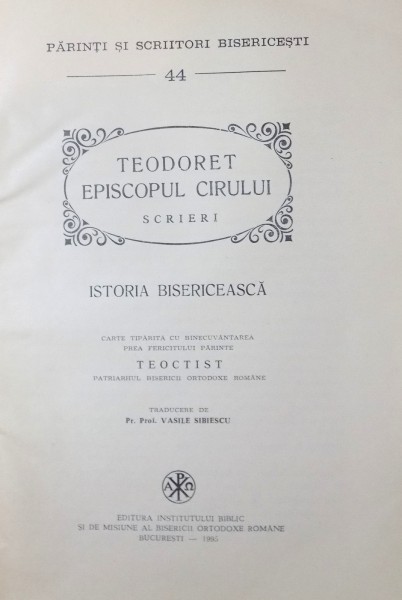 PĂRINȚI ȘI SCRIITORI BISERICEȘTI
44
TEODORET
EPISCOPUL CIRULUI
SCRIERI
ISTORIA BISERICEASCĂ
CARTE TIPĂRITĂ CU BINECUVÂNTAREA
PREA FERICITULUI PĂRINTE
TEOCTIST
PATRIARHUL BISERICII ORTODOXE ROMÂNE
TRADUCERE DE
Pr. Prof. VASILE SIBIESCU
Α Ω
EDITURA INSTITUTULUI BIBLIC
ȘI DE MISIUNE AL BISERICII ORTODOXE ROMÂNE
BUCUREȘTI — 1995